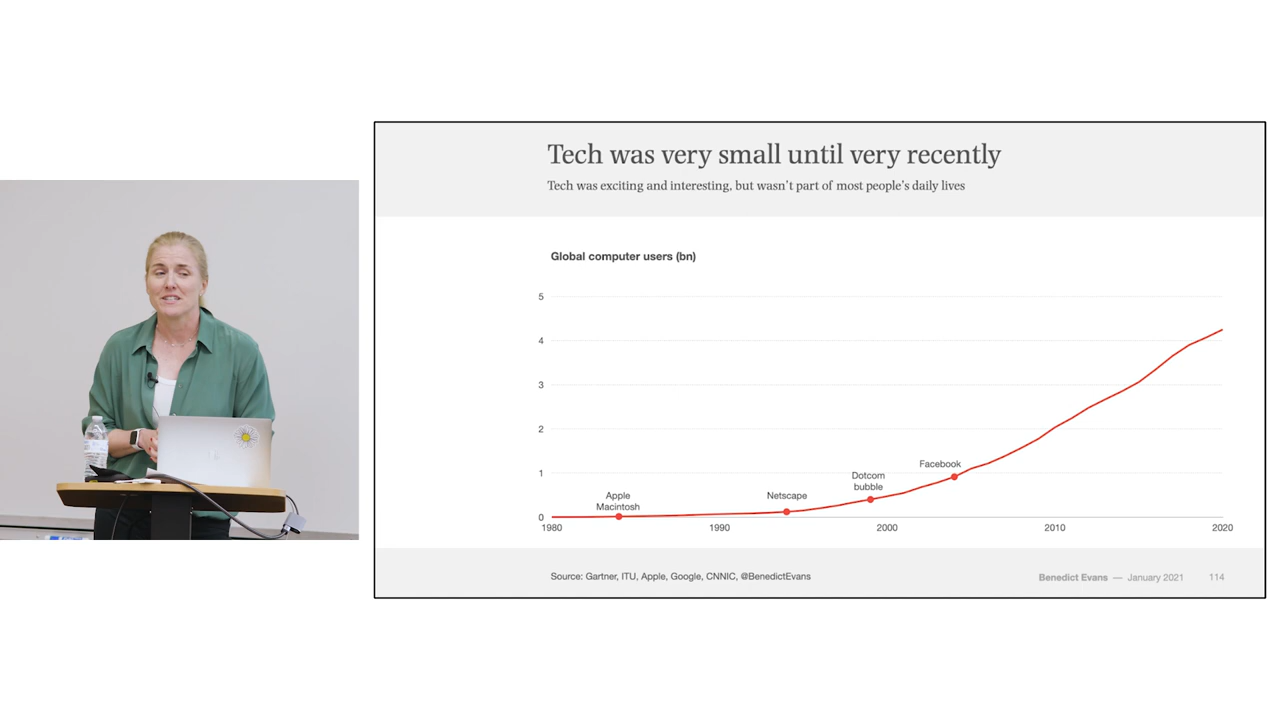 Tech was very small until very recently
Tech was exciting and interesting, but wasn't part of most people's daily lives
Global computer users (bn)
5
4
3
2
1
0
Apple
Macintosh
Netscape
Dotcom
bubble
Facebook
1980
1990
2000
2010
2020
Source: Gartner, ITU, Apple, Google, CNNIC, @BenedictEvans
Benedict Evans — January 2021 114